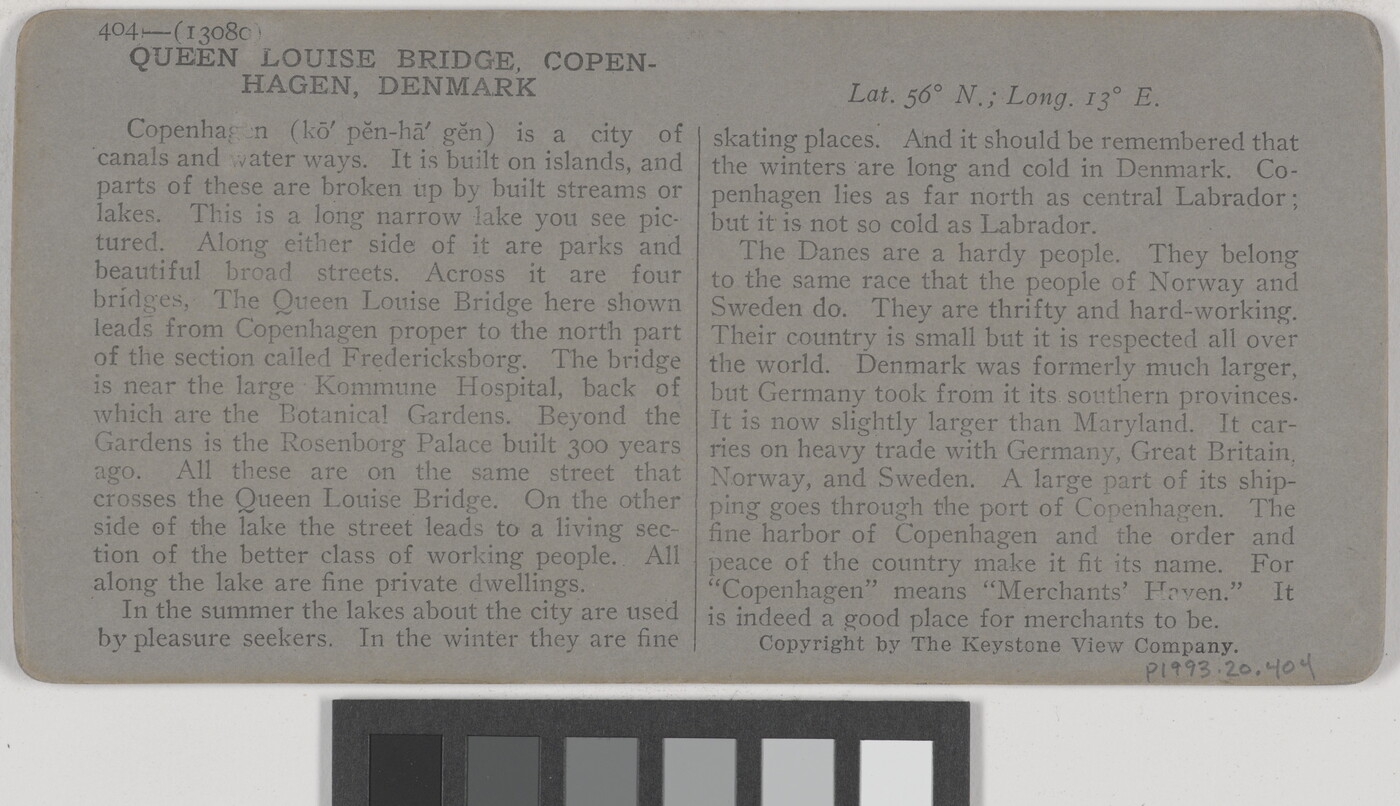 404—(13080)
QUEEN LOUISE BRIDGE, COPEN-
HAGEN, DENMARK
Lat. 56° N.; Long. 13° E.
Copenhagen (kō′ pĕn-hā′ gĕn) is a city of
canals and water ways. It is built on islands, and
parts of these are broken up by built streams or
lakes. This is a long narrow lake you see pic-
tured. Along either side of it are parks and
beautiful broad streets. Across it are four
bridges, The Queen Louise Bridge here shown
leads from Copenhagen proper to the north part
of the section called Fredericksborg. The bridge
is near the large Kommune Hospital, back of
which are the Botanical Gardens. Beyond the
Gardens is the Rosenborg Palace built 300 years
ago. All these are on the same street that
crosses the Queen Louise Bridge. On the other
side of the lake the street leads to a living sec-
tion of the better class of working people. All
along the lake are fine private dwellings.
In the summer the lakes about the city are used
by pleasure seekers. In the winter they are fine
skating places. And it should be remembered that
the winters are long and cold in Denmark. Co-
penhagen lies as far north as central Labrador;
but it is not so cold as Labrador.
The Danes are a hardy people. They belong
to the same race that the people of Norway and
Sweden do. They are thrifty and hard-working.
Their country is small but it is respected all over
the world. Denmark was formerly much larger,
but Germany took from it its southern provinces.
It is now slightly larger than Maryland. It car-
ries on heavy trade with Germany, Great Britain,
Norway, and Sweden. A large part of its ship-
ping goes through the port of Copenhagen. The
fine harbor of Copenhagen and the order and
peace of the country make it fit its name. For
“Copenhagen” means “Merchants’ Haven.” It
is indeed a good place for merchants to be.
Copyright by The Keystone View Company.
P1993.20.404